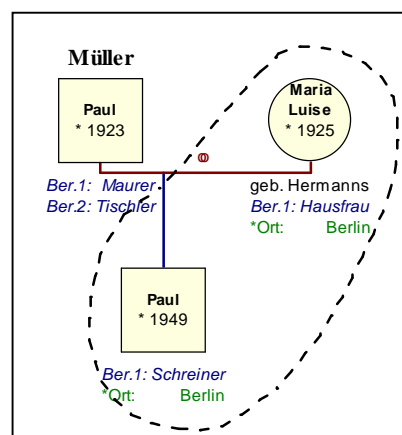 Müller
Paul
* 1923
Maria
Luise
* 1925
Ber.1: Maurer
Ber.2: Tischler
geb. Hermanns
Ber.1: Hausfrau
*Ort: Berlin
Paul
* 1949
Ber.1: Schreiner
*Ort: Berlin